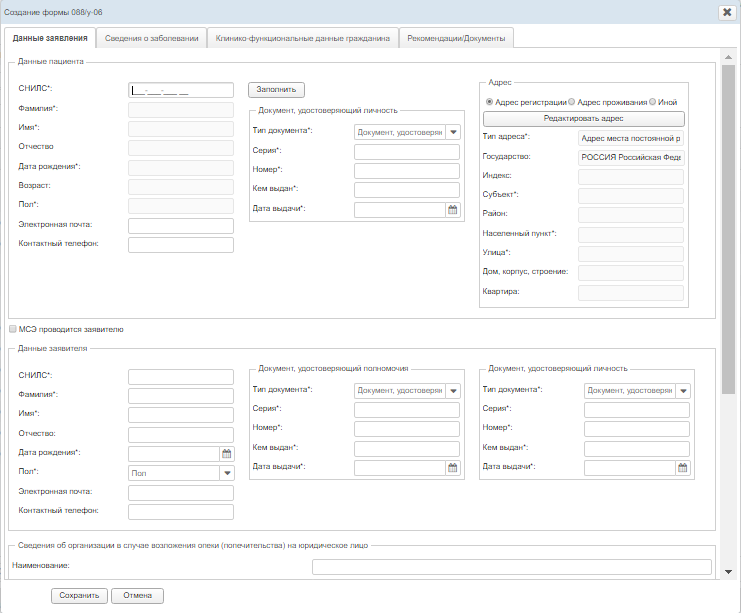 Создание формы 088/у-06
Данные заявления
Сведения о заболевании
Клинико-функциональные данные гражданина
Рекомендации/Документы
Данные пациента
СНИЛС*:
___-___-___ __
Заполнить
Фамилия*:
Имя*:
Отчество
Дата рождения*:
Возраст:
Пол*:
Электронная почта:
Контактный телефон:
Документ, удостоверяющий личность
Тип документа*:
Документ, удостоверян
Серия*:
Номер*:
Кем выдан*:
Дата выдачи*:
Адрес
Адрес регистрации
Адрес проживания
Иной
Редактировать адрес
Тип адреса*:
Адрес места постоянной р
Государство:
РОССИЯ Российская Феде
Индекс:
Субъект*:
Район:
Населенный пункт*:
Улица*:
Дом, корпус, строение:
Квартира:
МСЭ проводится заявителю
Данные заявителя
СНИЛС*:
Фамилия*:
Имя*:
Отчество:
Дата рождения*:
Пол*:
Пол
Электронная почта:
Контактный телефон:
Документ, удостоверяющий полномочия
Тип документа*:
Документ, удостоверян
Серия*:
Номер*:
Кем выдан*:
Дата выдачи*:
Документ, удостоверяющий личность
Тип документа*:
Документ, удостоверян
Серия*:
Номер*:
Кем выдан*:
Дата выдачи*:
Сведения об организации в случае возложения опеки (попечительства) на юридическое лицо
Наименование:
Сохранить
Отмена